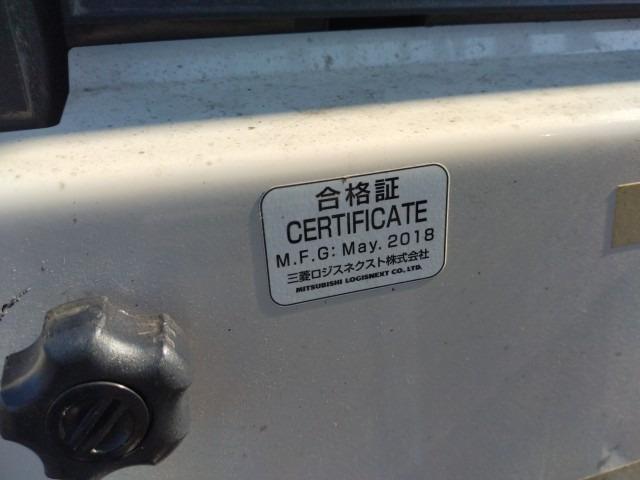 合格証
CERTIFICATE
M.F.G: May. 2018
三菱ロジスネクスト株式会社
MITSUBISHI LOGISNEXT CO., LTD.